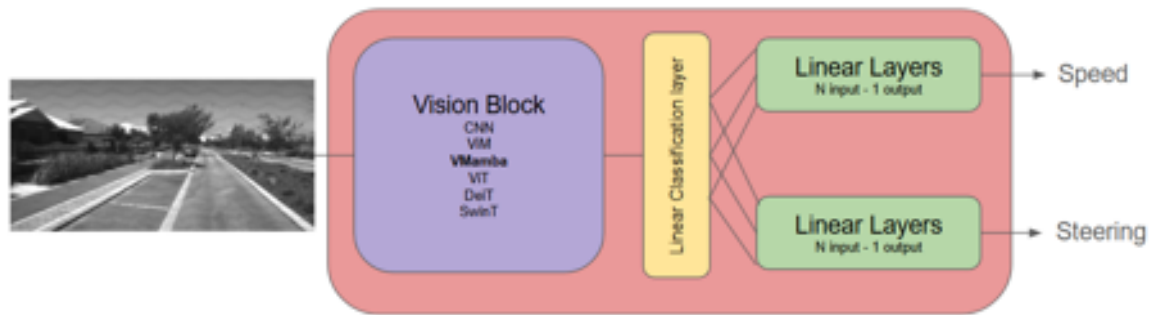 Vision Block
CNN
ViM
VMamba
ViT
DeiT
SwinT
Linear Classification layer
Linear Layers
N input - 1 output
Speed
Linear Layers
N input - 1 output
Steering